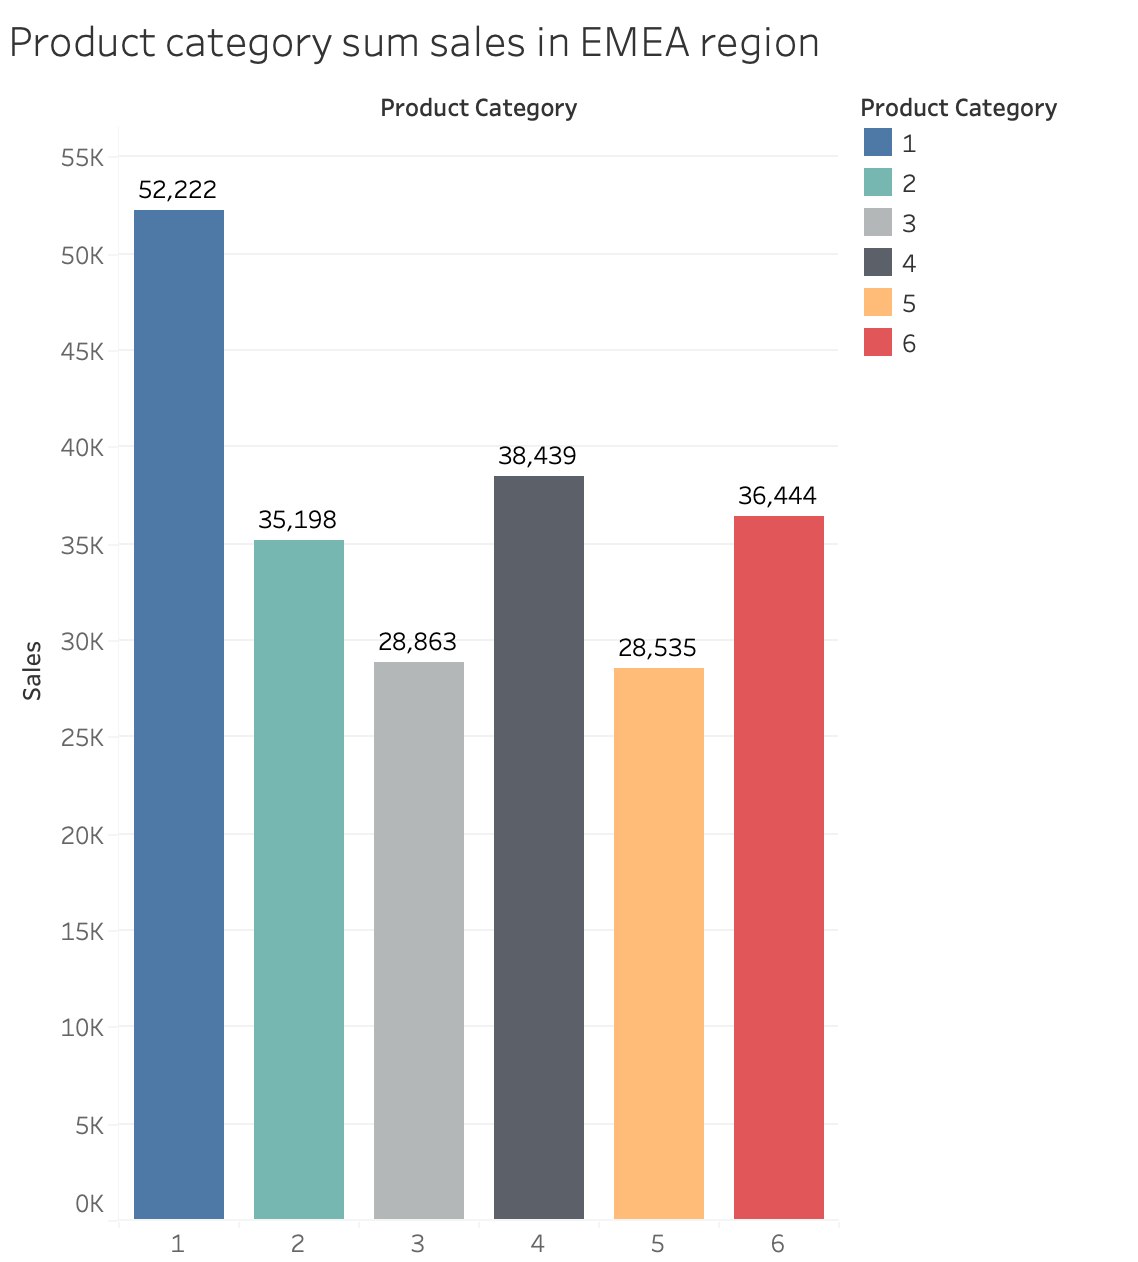 Product category sum sales in EMEA region
Product Category
Product Category
1
2
3
4
5
6
Sales
55K
50K
45K
40K
35K
30K
25K
20K
15K
10K
5K
0K
52,222
35,198
28,863
38,439
28,535
36,444
1 2 3 4 5 6